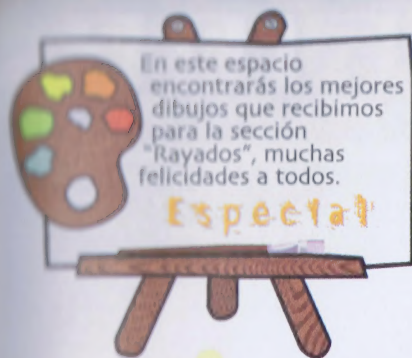 En este espacio
encontrarás los mejores
dibujos que recibimos
para la sección
"Rayados", muchas
felicidades a todos.
Especial